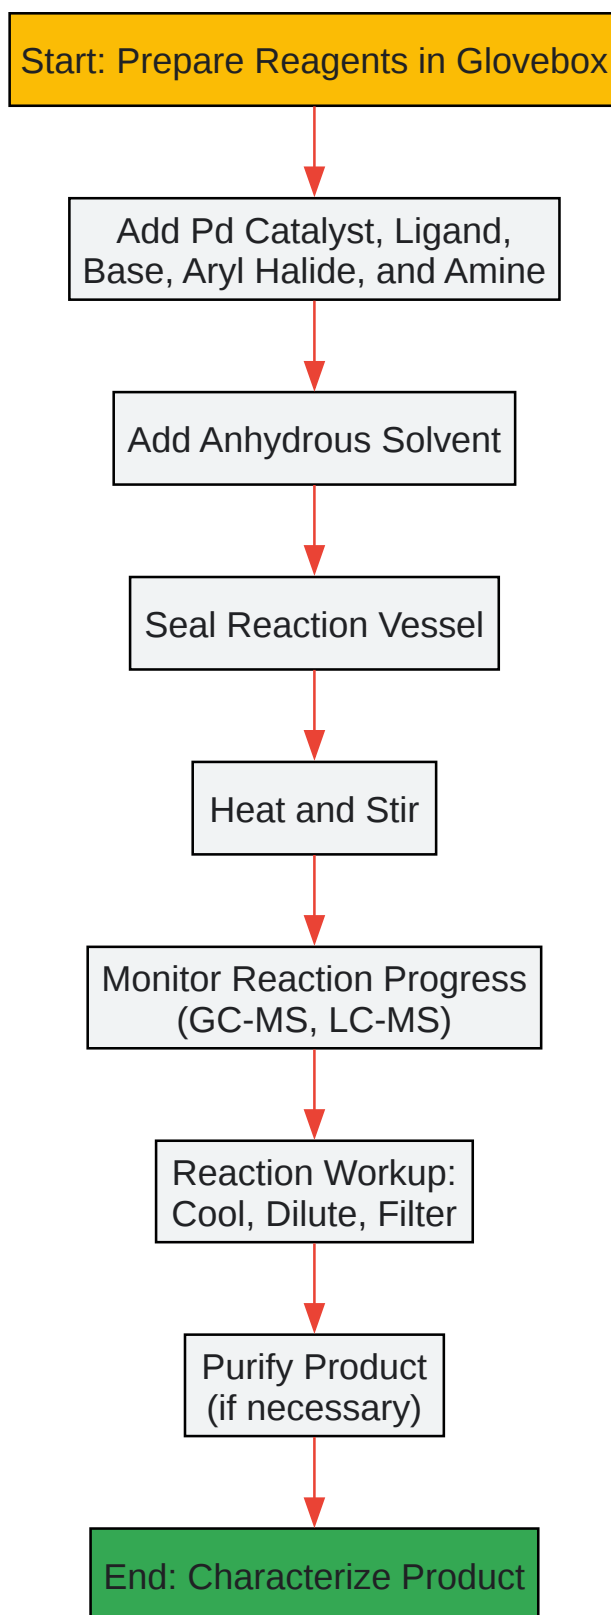 Start: Prepare Reagents in Glovebox
Add Pd Catalyst, Ligand,
Base, Aryl Halide, and Amine
Add Anhydrous Solvent
Seal Reaction Vessel
Heat and Stir
Monitor Reaction Progress
(GC-MS, LC-MS)
Reaction Workup:
Cool, Dilute, Filter
Purify Product
(if necessary)
End: Characterize Product